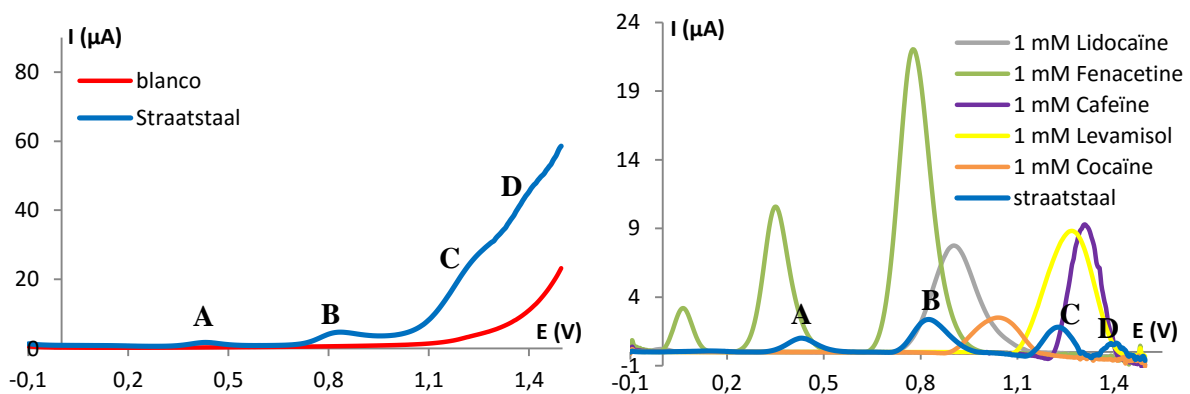 I (µA)
80
60
40
20
0
-0,1
0,2
0,5
0,8
1,1
1,4
E (V)
blanco
Straatstaal
A
B
C
D
I (µA)
24
19
14
9
4
-1
-0,1
0,2
0,5
0,8
1,1
1,4
E (V)
1 mM Lidocaïne
1 mM Fenacetine
1 mM Cafeïne
1 mM Levamisol
1 mM Cocaïne
straatstaal
A
B
C
D